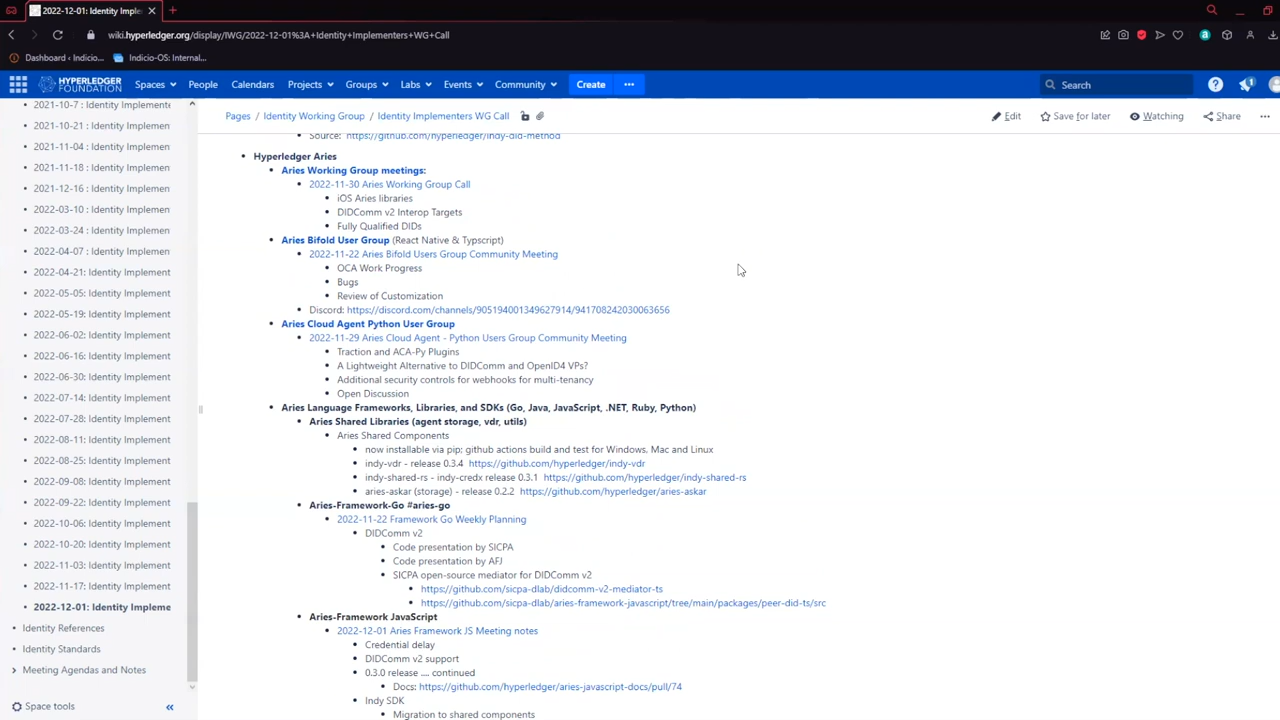 2022-12-01: Identity Imple
wiki.hyperledger.org/display/IWG/2022-12-01%3A+Identity+Implementers+WG+Call
Dashboard ‹ Indicio...
Indicio-OS: Internal...
HYPERLEDGER
FOUNDATION
Spaces
People
Calendars
Projects
Groups
Labs
Events
Community
Create
Search
1
2021-10-7 : Identity Implemente
2021-10-21 : Identity Implemen
2021-11-04 : Identity Implemen
2021-11-18 : Identity Implemen
2021-12-16 : Identity Implemen
2022-03-10 : Identity Implemen
2022-03-24 : Identity Implemen
2022-04-07 : Identity Implemen
2022-04-21: Identity Implement
2022-05-05: Identity Implement
2022-05-19: Identity Implement
2022-06-02: Identity Implement
2022-06-16: Identity Implement
2022-06-30: Identity Implement
2022-07-14: Identity Implement
2022-07-28: Identity Implement
2022-08-11: Identity Implement
2022-08-25: Identity Implement
2022-09-08: Identity Implement
2022-09-22: Identity Implement
2022-10-06: Identity Implement
2022-10-20: Identity Implement
2022-11-03: Identity Implement
2022-11-17: Identity Implement
2022-12-01: Identity Impleme
Identity References
Identity Standards
Meeting Agendas and Notes
Space tools
Pages / Identity Working Group / Identity Implementers WG Call
Edit
Save for later
Watching
Share
Source: https://github.com/hyperledger/indy-did-method
Hyperledger Aries
Aries Working Group meetings:
2022-11-30 Aries Working Group Call
iOS Aries libraries
DIDComm v2 Interop Targets
Fully Qualified DIDs
Aries Bifold User Group (React Native & Typscript)
2022-11-22 Aries Bifold Users Group Community Meeting
OCA Work Progress
Bugs
Review of Customization
Discord: https://discord.com/channels/905194001349627914/941708242030063656
Aries Cloud Agent Python User Group
2022-11-29 Aries Cloud Agent - Python Users Group Community Meeting
Traction and ACA-Py Plugins
A Lightweight Alternative to DIDComm and OpenID4 VPs?
Additional security controls for webhooks for multi-tenancy
Open Discussion
Aries Language Frameworks, Libraries, and SDKs (Go, Java, JavaScript, .NET, Ruby, Python)
Aries Shared Libraries (agent storage, vdr, utils)
Aries Shared Components
now installable via pip: github actions build and test for Windows. Mac and Linux
indy-vdr - release 0.3.4 https://github.com/hyperledger/indy-vdr
indy-shared-rs - indy-credx release 0.3.1 https://github.com/hyperledger/indy-shared-rs
aries-askar (storage) - release 0.2.2 https://github.com/hyperledger/aries-askar
Aries-Framework-Go #aries-go
2022-11-22 Framework Go Weekly Planning
DIDComm v2
Code presentation by SICPA
Code presentation by AFJ
SICPA open-source mediator for DIDComm v2
https://github.com/sicpa-dlab/didcomm-v2-mediator-ts
https://github.com/sicpa-dlab/aries-framework-javascript/tree/main/packages/peer-did-ts/src
Aries-Framework JavaScript
2022-12-01 Aries Framework JS Meeting notes
Credential delay
DIDComm v2 support
0.3.0 release .... continued
Docs: https://github.com/hyperledger/aries-javascript-docs/pull/74
Indy SDK
Migration to shared components